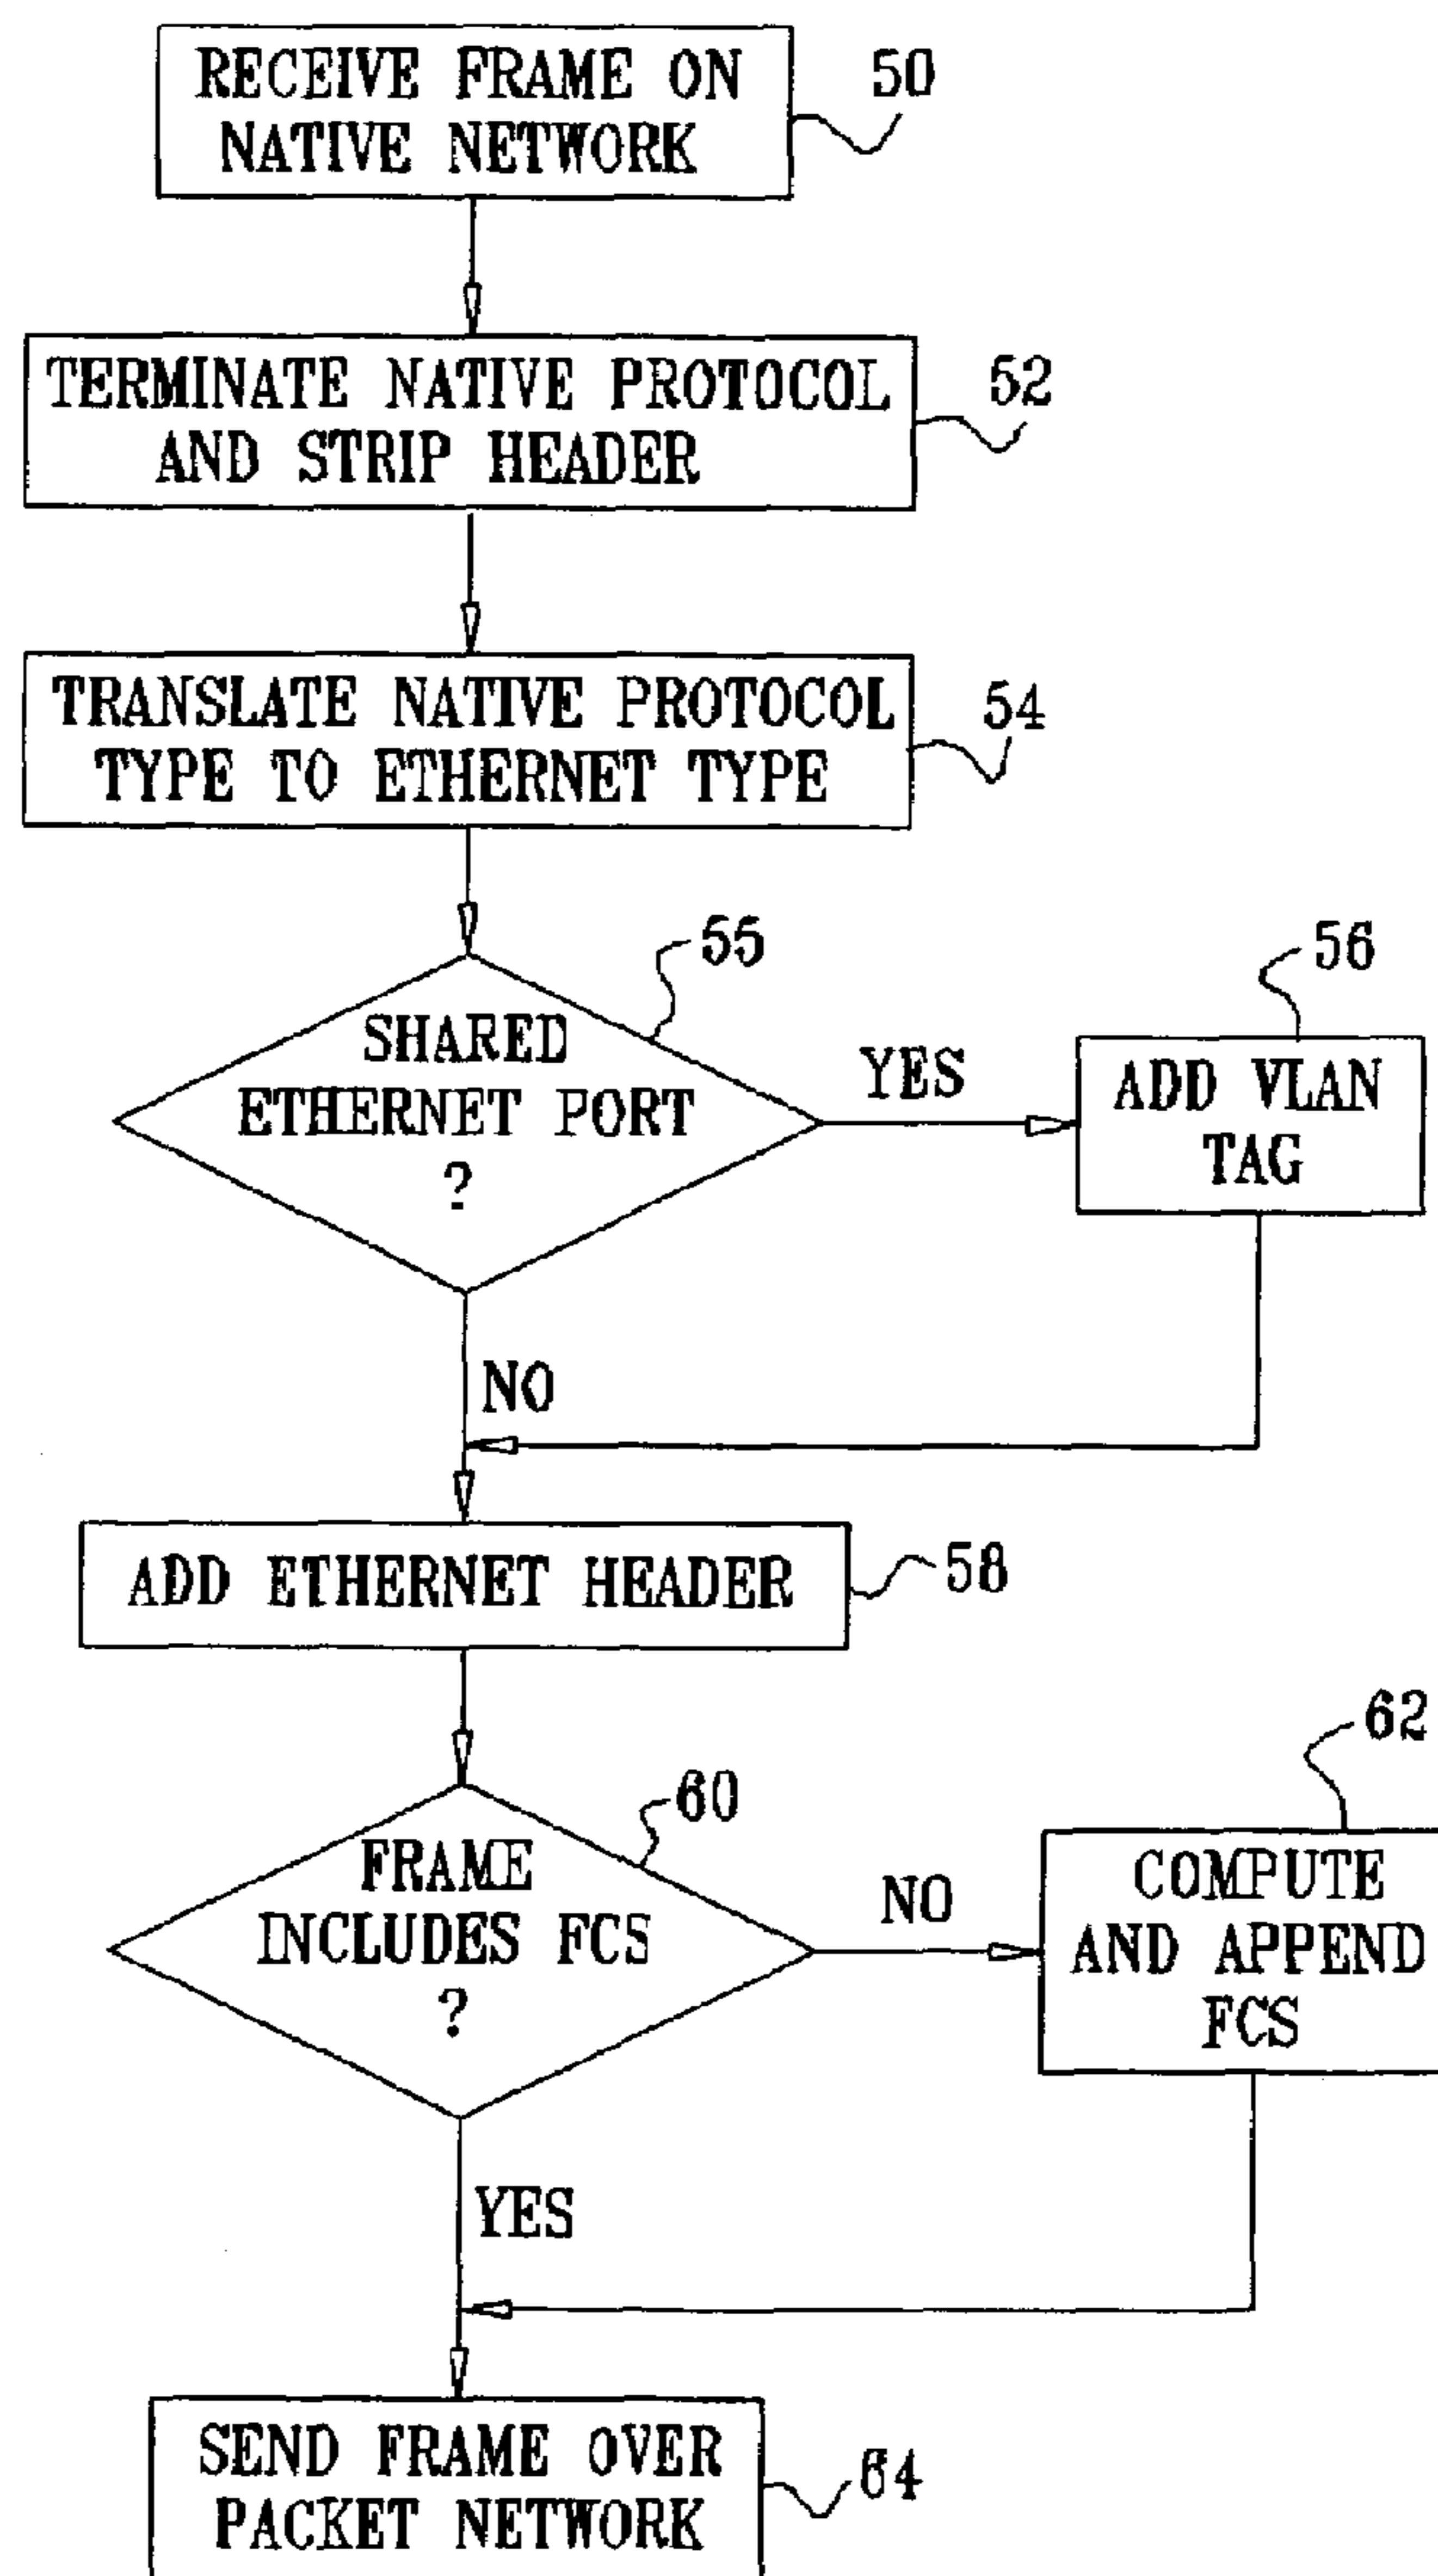 RECEIVE FRAME ON
NATIVE NETWORK
50
TERMINATE NATIVE PROTOCOL
AND STRIP HEADER
52
TRANSLATE NATIVE PROTOCOL
TYPE TO ETHERNET TYPE
54
55
SHARED
ETHERNET PORT
?
YES
56
ADD VLAN
TAG
NO
ADD ETHERNET HEADER
58
60
FRAME
INCLUDES FCS
?
NO
62
COMPUTE
AND APPEND
FCS
YES
SEND FRAME OVER
PACKET NETWORK
64